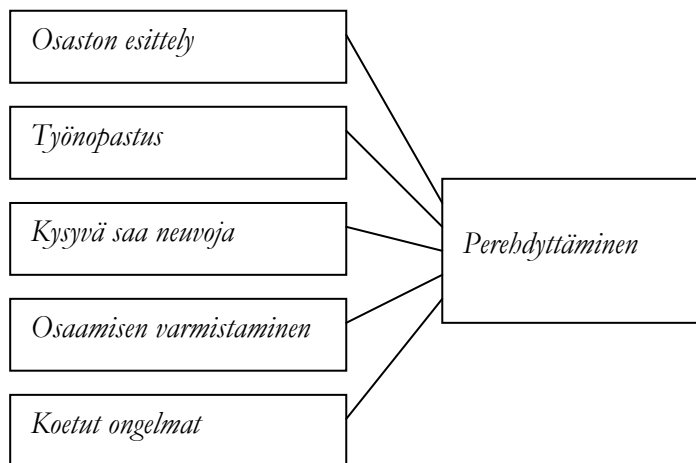 Osaston esittely
Työnopastus
Kysyvä saa neuvoja
Perehdyttäminen
Osaamisen varmistaminen
Koetut ongelmat